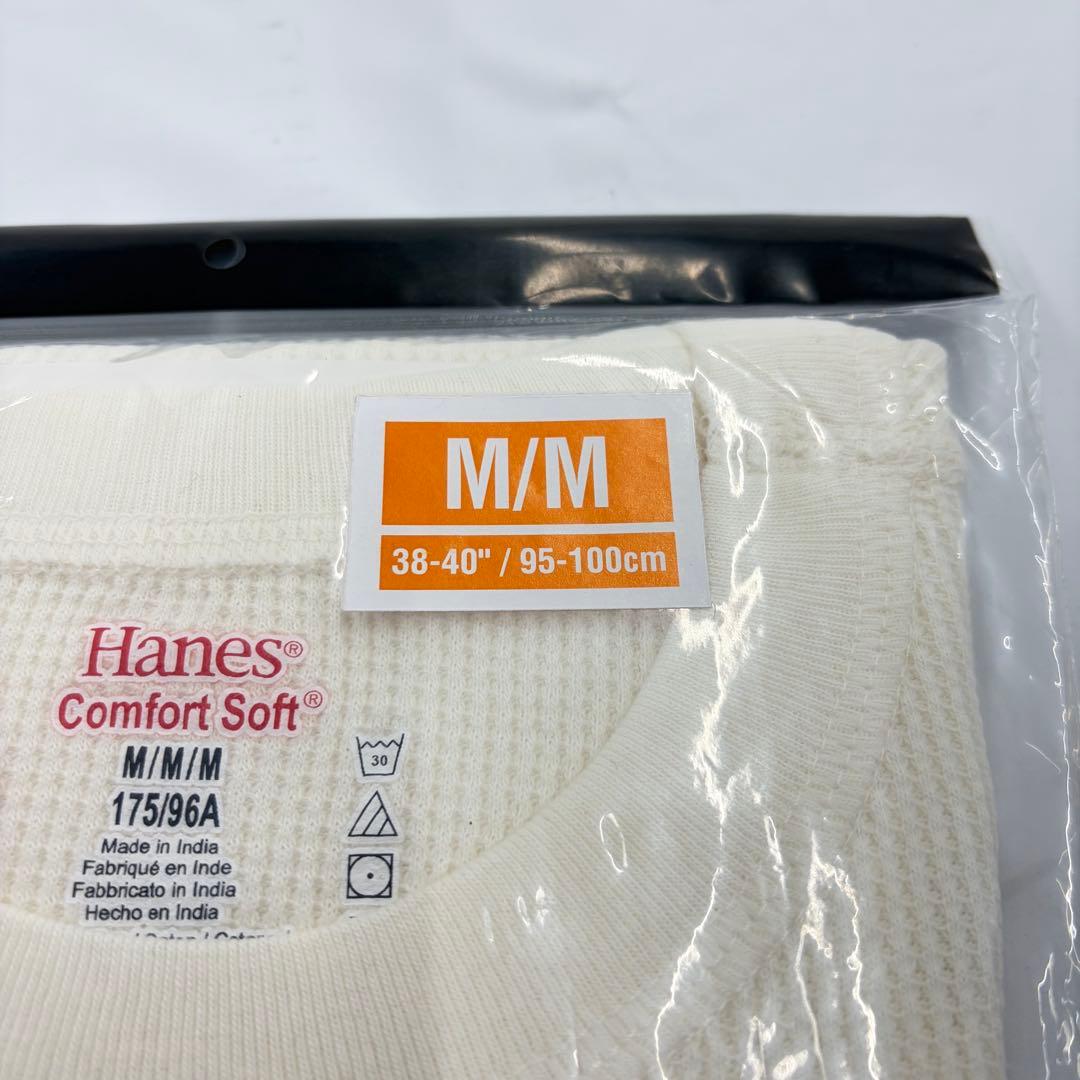 M/M
38-40" / 95-100cm
Hanes®
Comfort Soft®
M/M/M
175/96A
30
Made in India
Fabriqué en Inde
Fabbricato in India
Hecho en India